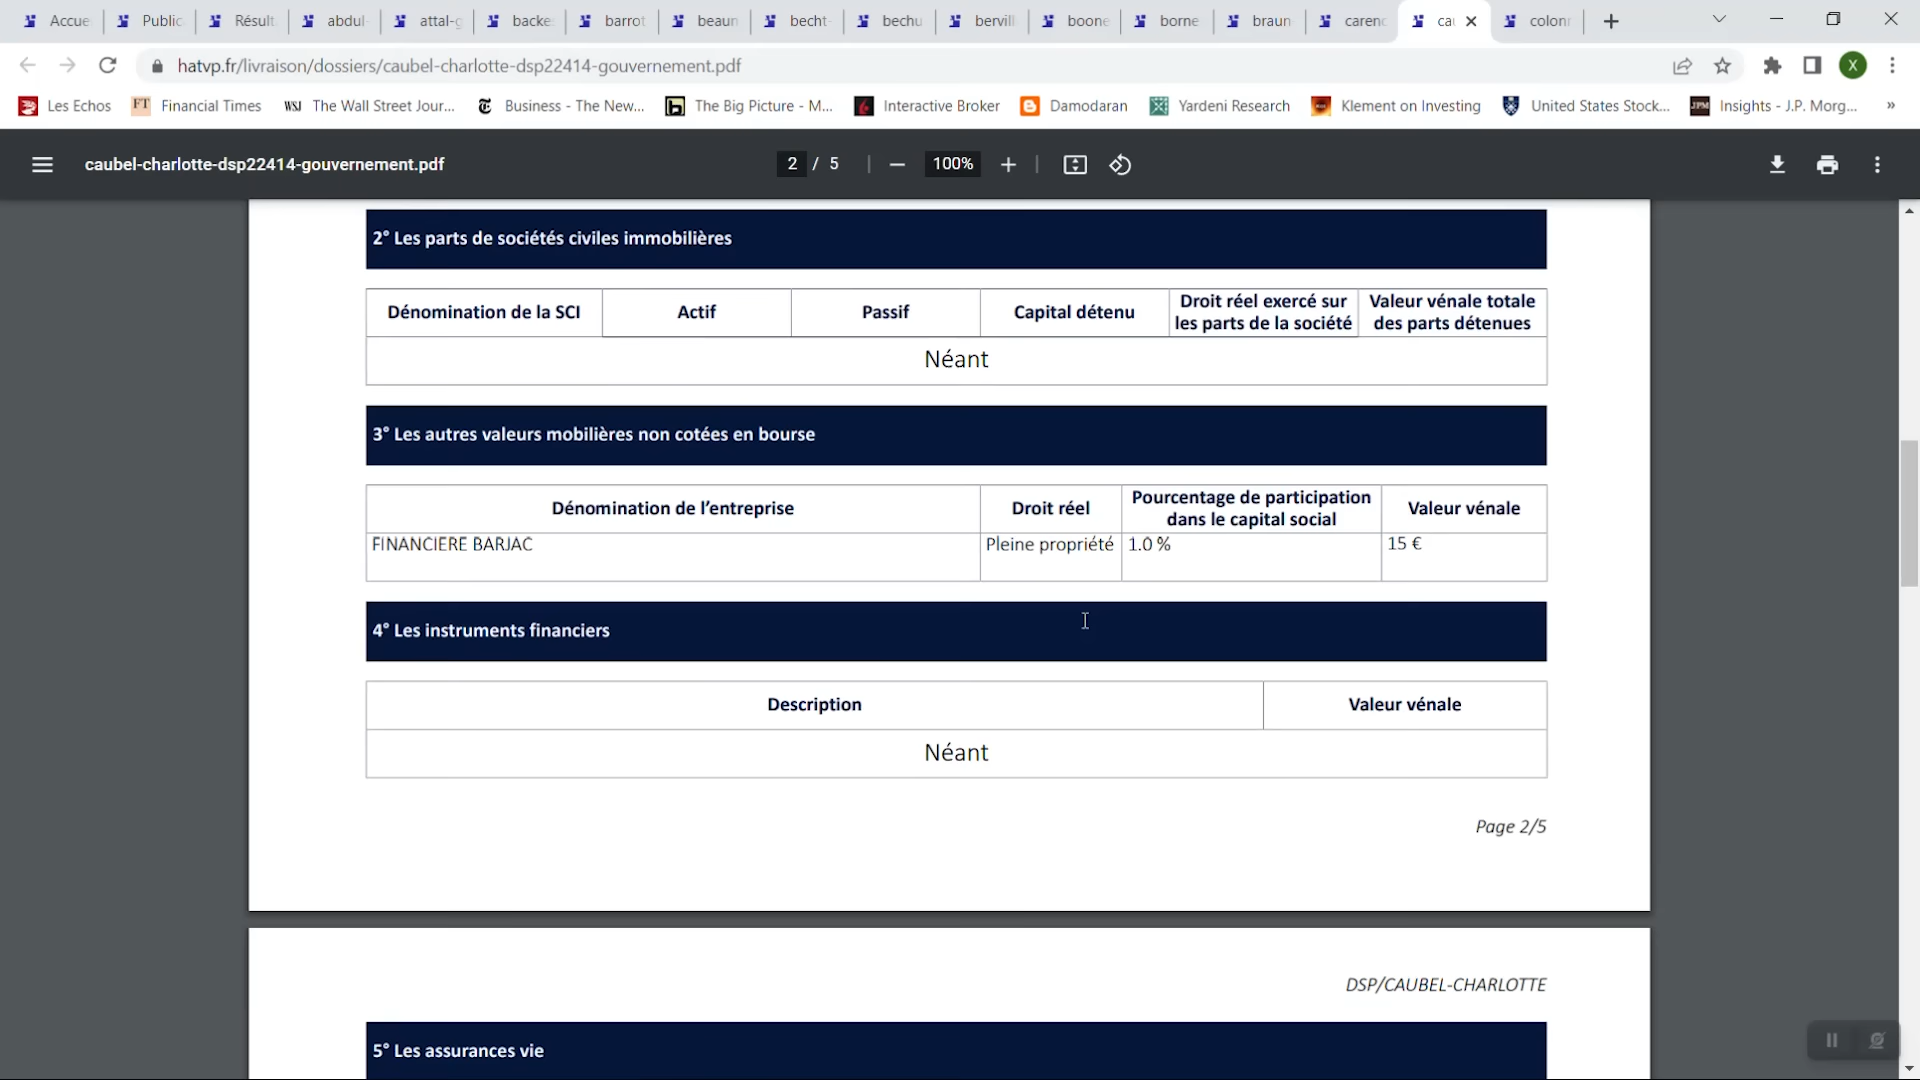 Accue
Public
Résult
abdul-
attal-g
backe
barrot
beaun
becht-
bechu
bervill
boone
borne
braun-
carenc
cau
colonn
hatvp.fr/livraison/dossiers/caubel-charlotte-dsp22414-gouvernement.pdf
X
Les Echos
FT Financial Times
WSJ The Wall Street Jour...
Business - The New...
The Big Picture - M...
Interactive Broker
Damodaran
Yardeni Research
Klement on Investing
United States Stock...
JPM Insights - J.P. Morg...
»
caubel-charlotte-dsp22414-gouvernement.pdf
2 / 5
100%
2° Les parts de sociétés civiles immobilières
Dénomination de la SCI
Actif
Passif
Capital détenu
Droit réel exercé sur
les parts de la société
Valeur vénale totale
des parts détenues
Néant
3° Les autres valeurs mobilières non cotées en bourse
Dénomination de l’entreprise
Droit réel
Pourcentage de participation
dans le capital social
Valeur vénale
FINANCIERE BARJAC
Pleine propriété
1.0 %
15 €
4° Les instruments financiers
Description
Valeur vénale
Néant
Page 2/5
DSP/CAUBEL-CHARLOTTE
5° Les assurances vie